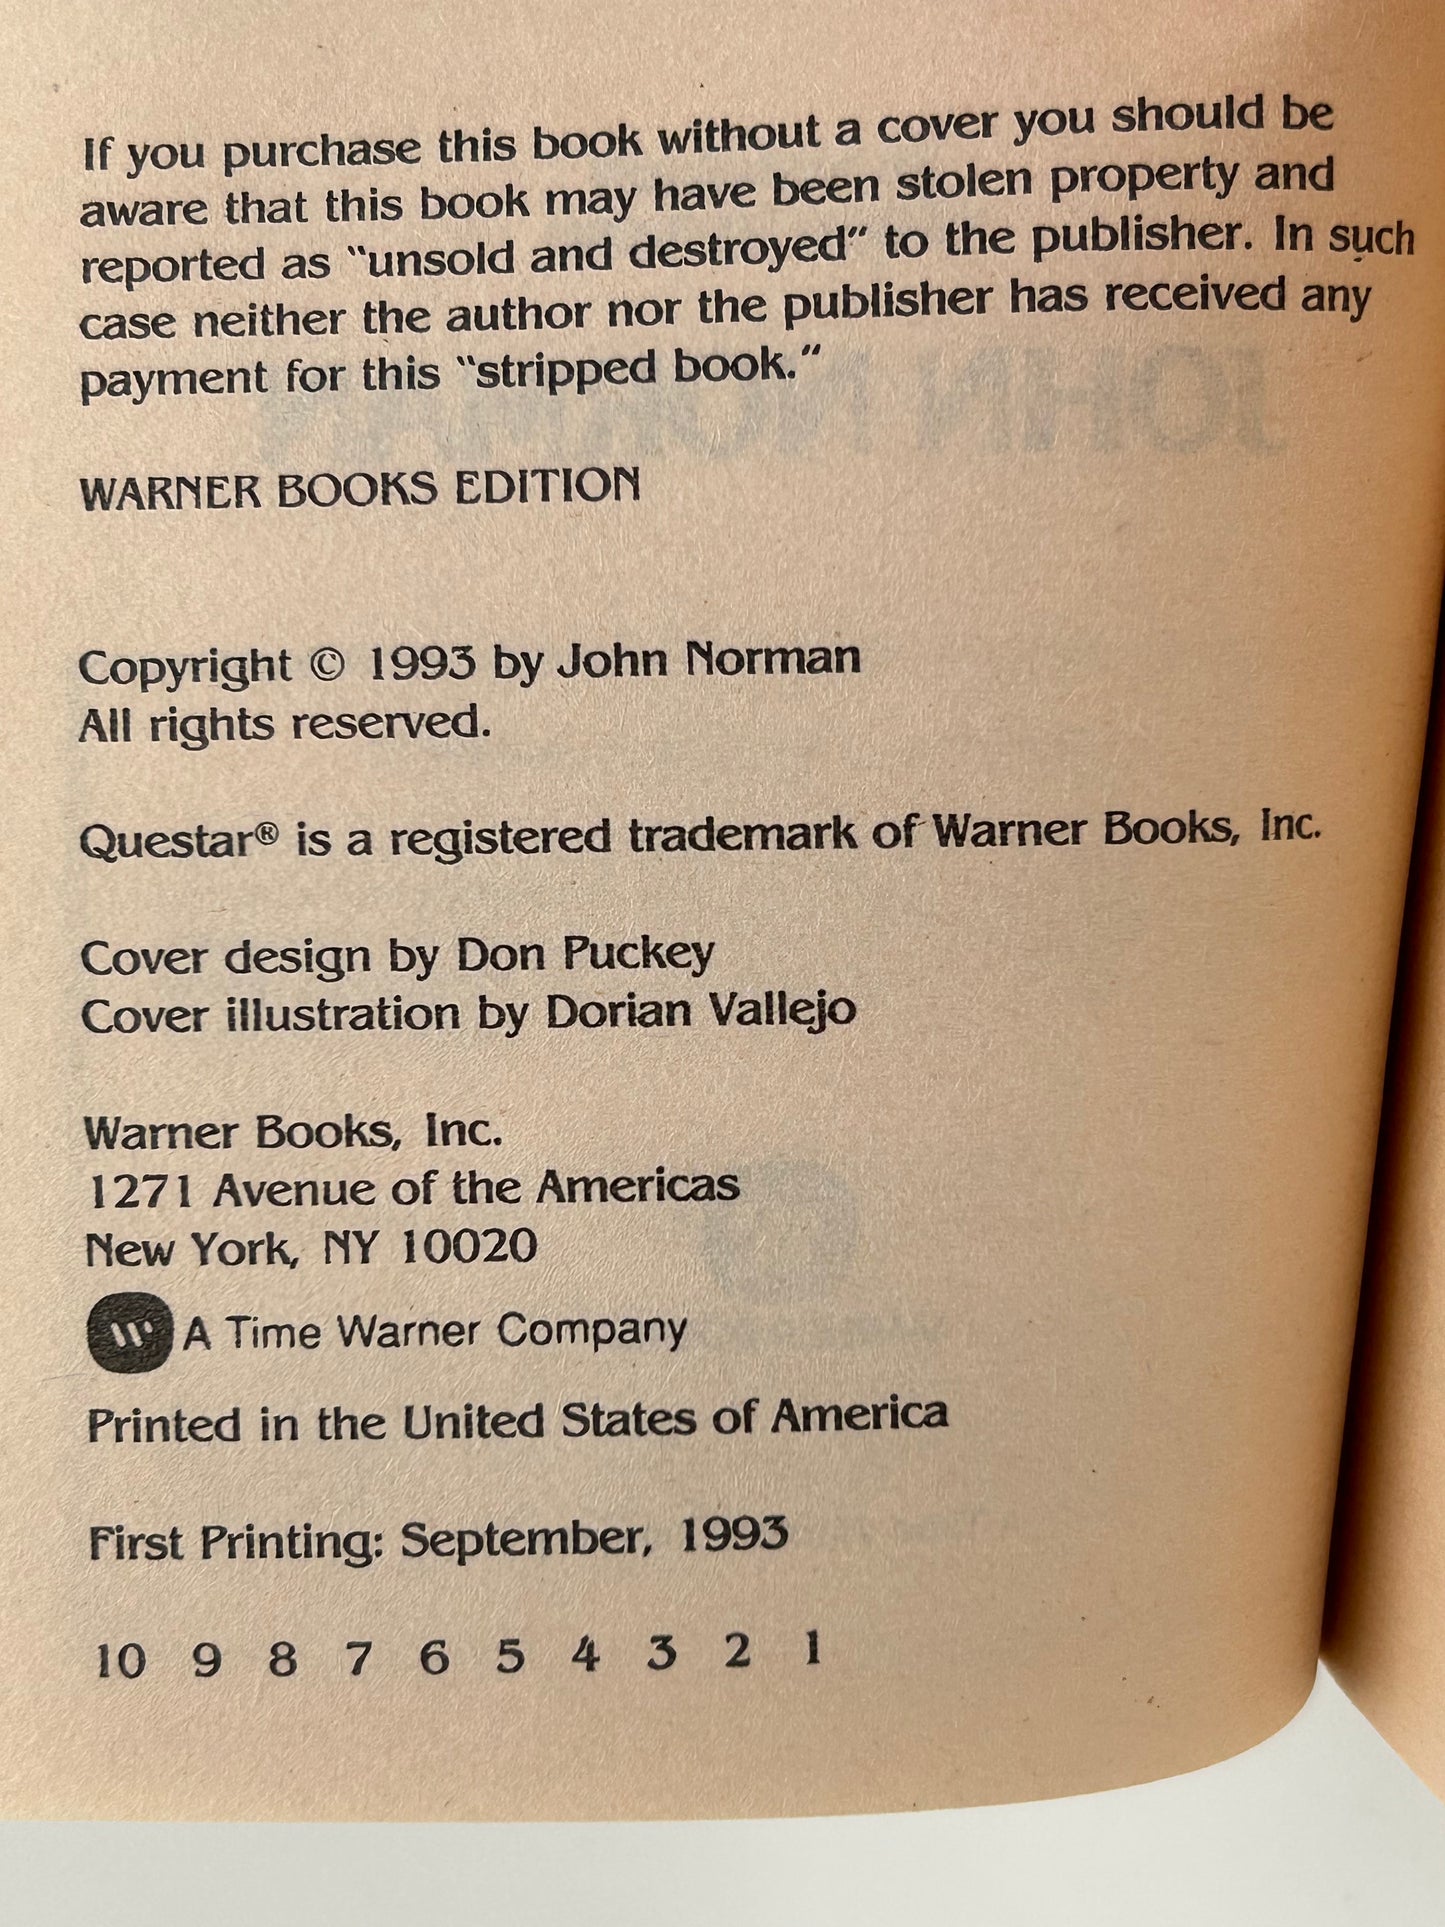 If you purchase this book without a cover you should be
aware that this book may have been stolen property and
reported as "unsold and destroyed" to the publisher. In such
case neither the author nor the publisher has received any
payment for this "stripped book."
WARNER BOOKS EDITION
Copyright © 1993 by John Norman
All rights reserved.
Questar® is a registered trademark of Warner Books, Inc.
Cover design by Don Puckey
Cover illustration by Dorian Vallejo
Warner Books, Inc.
1271 Avenue of the Americas
New York, NY 10020
A Time Warner Company
Printed in the United States of America
First Printing: September, 1993
10 9 8 7 6 5 4 3 2 1